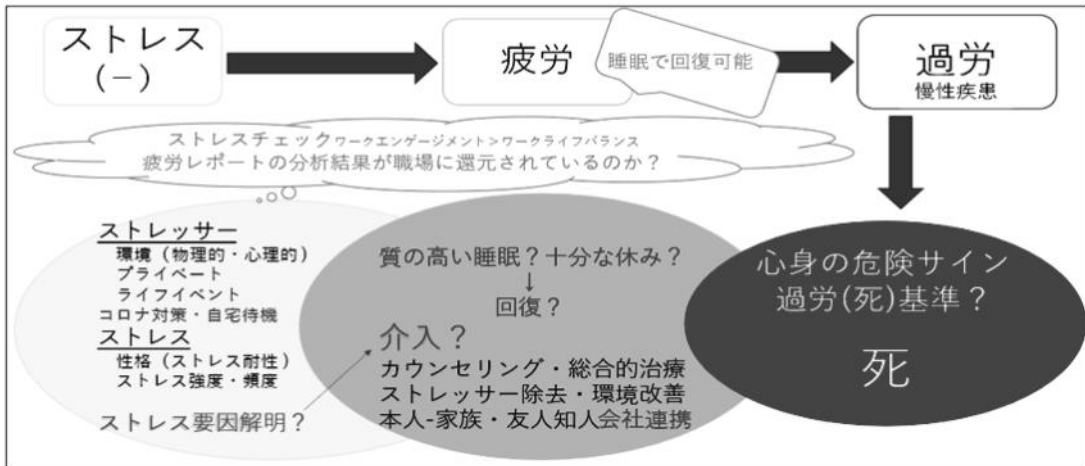 ストレス
(－)
疲労
睡眠で回復可能
過労
慢性疾患
ストレスチェックワークエンゲージメント＞ワークライフバランス
疲労レポートの分析結果が職場に還元されているのか？
ストレッサー
環境（物理的・心理的）
プライベート
ライフイベント
コロナ対策・自宅待機
ストレス
性格（ストレス耐性）
ストレス強度・頻度
ストレス要因解明？
質の高い睡眠？十分な休み？
↓
回復？
介入？
カウンセリング・総合的治療
ストレッサー除去・環境改善
本人-家族・友人知人会社連携
心身の危険サイン
過労(死)基準？
死